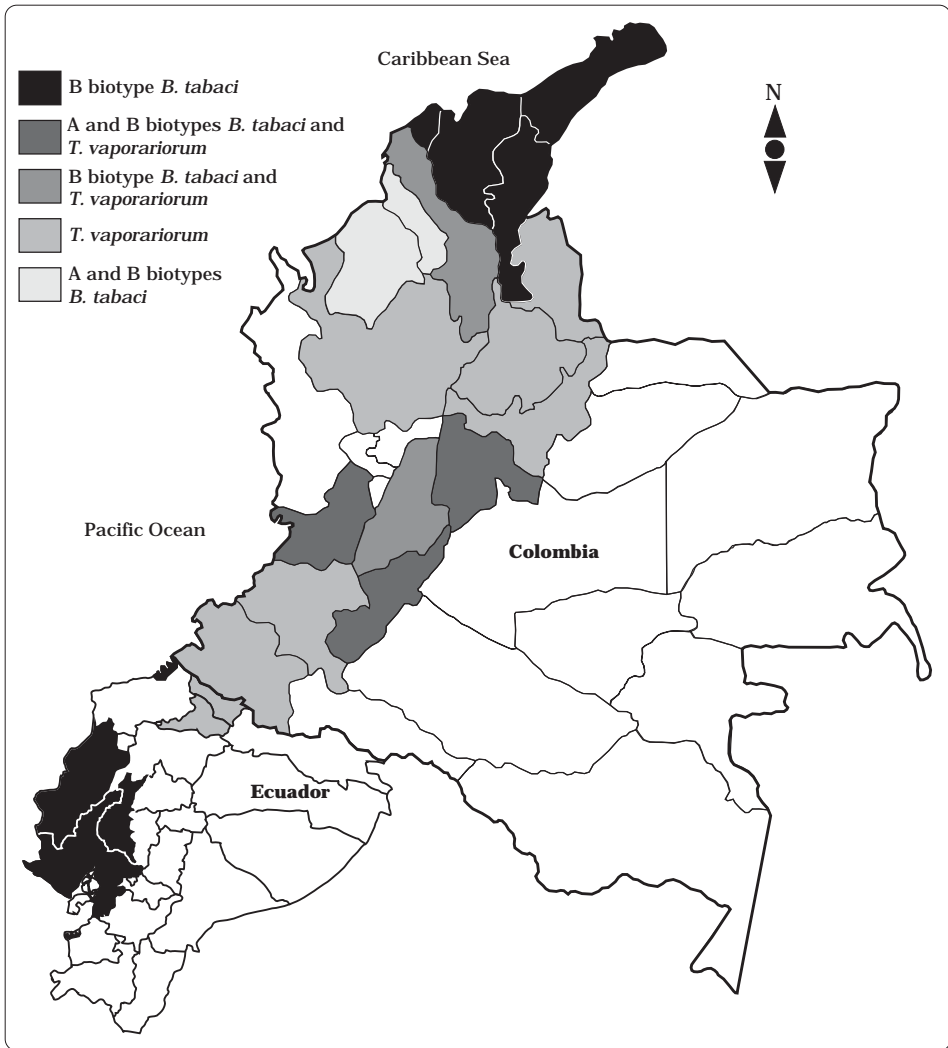 Caribbean Sea
N
B biotype B. tabaci
A and B biotypes B. tabaci and
T. vaporariorum
B biotype B. tabaci and
T. vaporariorum
T. vaporariorum
A and B biotypes
B. tabaci
Pacific Ocean
Colombia
Ecuador